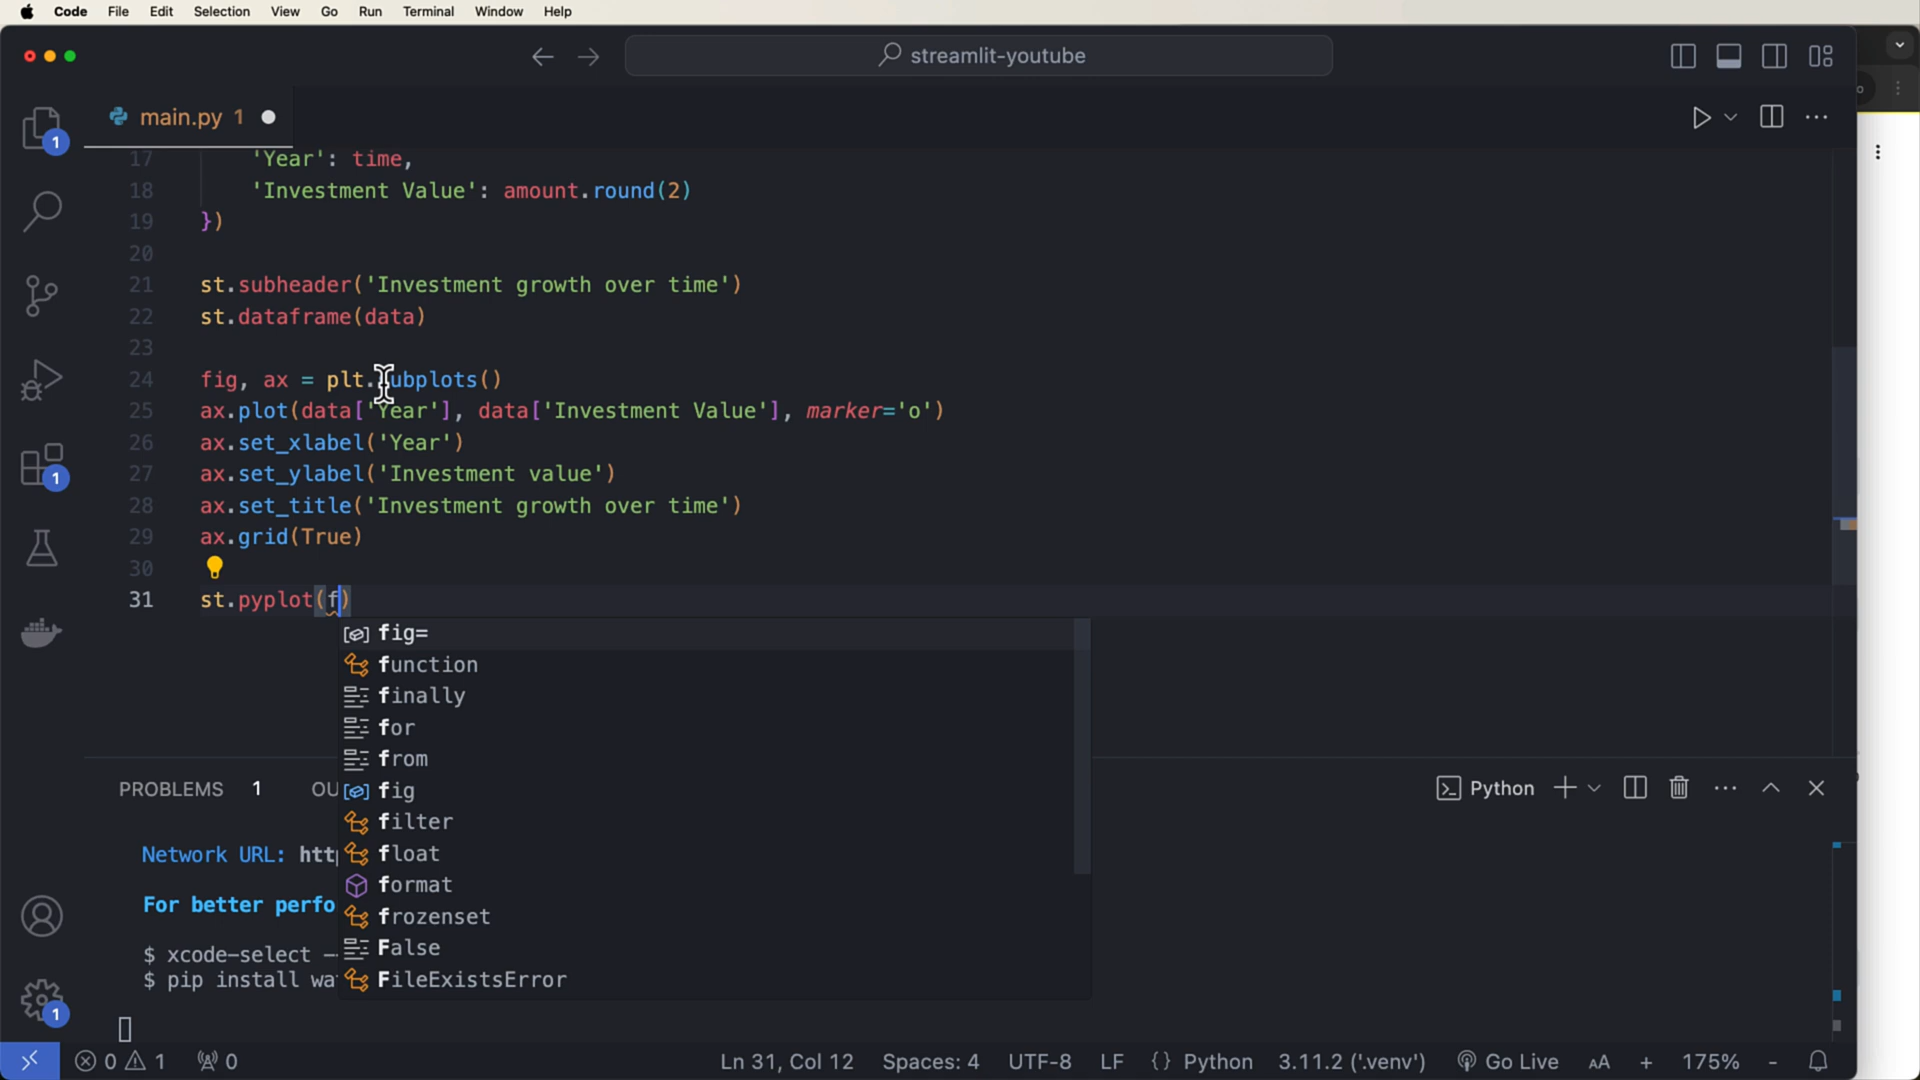 Code File Edit Selection View Go Run Terminal Window Help
streamlit-youtube
main.py 1
17 'Year': time,
18 'Investment Value': amount.round(2)
19 })
20
21 st.subheader('Investment growth over time')
22 st.dataframe(data)
23
24 fig, ax = plt.subplots()
25 ax.plot(data['Year'], data['Investment Value'], marker='o')
26 ax.set_xlabel('Year')
27 ax.set_ylabel('Investment value')
28 ax.set_title('Investment growth over time')
29 ax.grid(True)
30
31 st.pyplot(f)
fig=
function
finally
for
from
fig
filter
float
format
frozenset
False
FileExistsError
PROBLEMS 1 OU
Python
Network URL: htt
For better perfo
$ xcode-select -
$ pip install wa
1
1
1
0 1 0
Ln 31, Col 12 Spaces: 4 UTF-8 LF {} Python 3.11.2 ('.venv') Go Live AA + 175% -